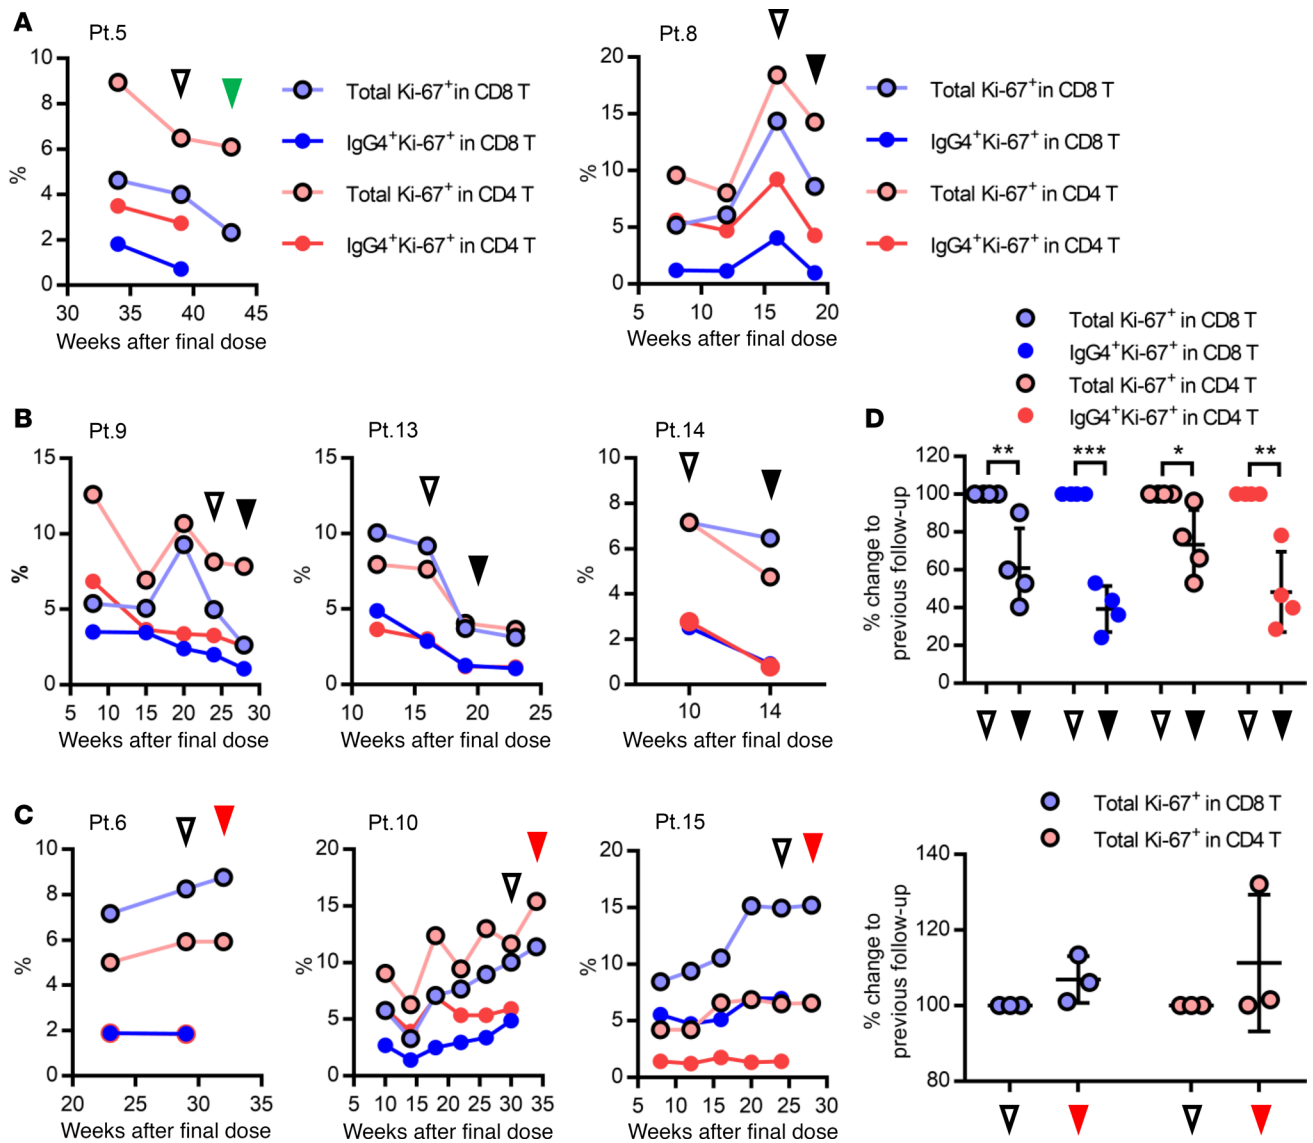 A
Pt.5
10
8
6
4
2
0
%
30 35 40 45
Weeks after final dose
Total Ki-67+in CD8 T
IgG4+Ki-67+ in CD8 T
Total Ki-67+ in CD4 T
IgG4+Ki-67+ in CD4 T
Pt.8
20
15
10
5
0
%
5 10 15 20
Weeks after final dose
Total Ki-67+in CD8 T
IgG4+Ki-67+ in CD8 T
Total Ki-67+ in CD4 T
IgG4+Ki-67+ in CD4 T
B
Pt.9
15
10
5
0
%
5 10 15 20 25 30
Weeks after final dose
Pt.13
15
10
5
0
%
10 15 20 25
Weeks after final dose
Pt.14
10
8
6
4
2
0
%
10 14
Weeks after final dose
C
Pt.6
10
8
6
4
2
0
%
20 25 30 35
Weeks after final dose
Pt.10
20
15
10
5
0
%
5 10 15 20 25 30 35
Weeks after final dose
Pt.15
20
15
10
5
0
%
5 10 15 20 25 30
Weeks after final dose
D
Total Ki-67+ in CD8 T
IgG4+Ki-67+ in CD8 T
Total Ki-67+ in CD4 T
IgG4+Ki-67+ in CD4 T
120
100
80
60
40
20
0
% change to
previous follow-up
** *** * **
Total Ki-67+ in CD8 T
Total Ki-67+ in CD4 T
140
120
100
80
% change to
previous follow-up